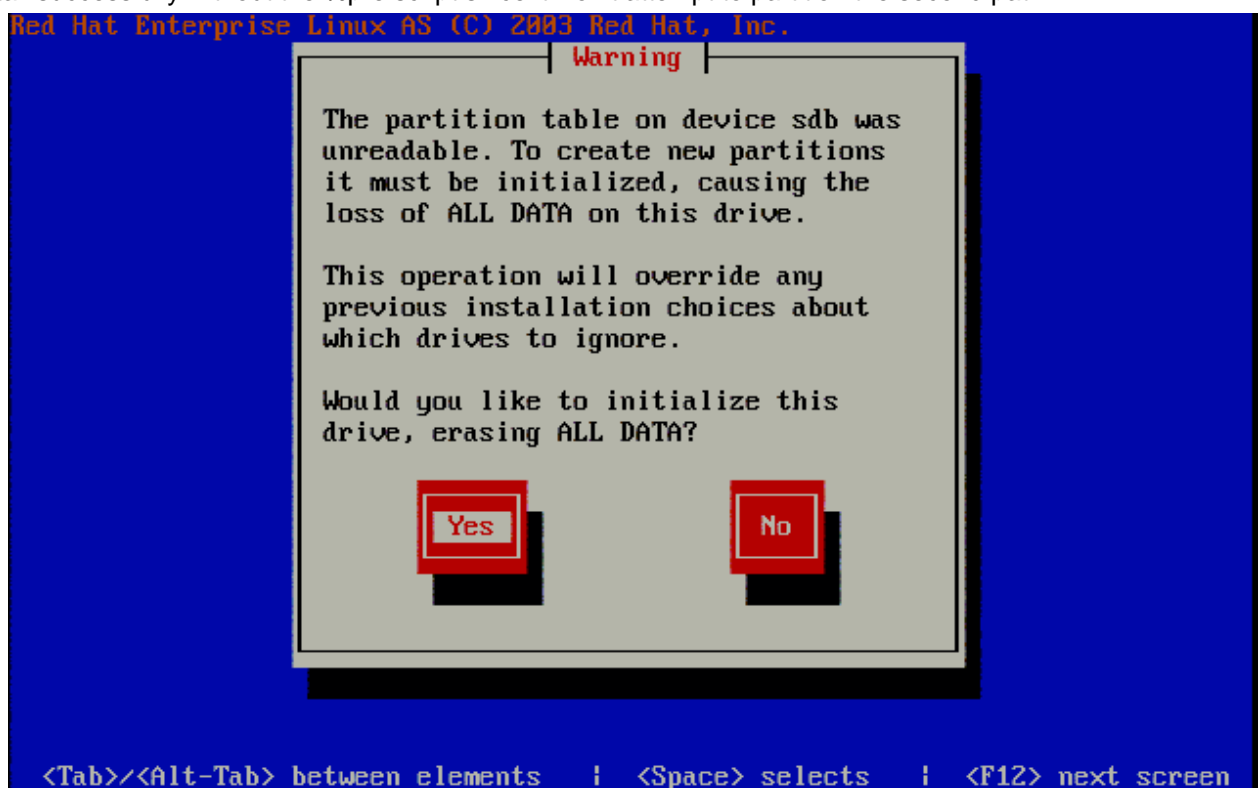 Red Hat Enterprise Linux AS (C) 2003 Red Hat, Inc.
Warning
The partition table on device sdb was
unreadable. To create new partitions
it must be initialized, causing the
loss of ALL DATA on this drive.
This operation will override any
previous installation choices about
which drives to ignore.
Would you like to initialize this
drive, erasing ALL DATA?
Yes No
<Tab>/<Alt-Tab> between elements | <Space> selects | <F12> next screen